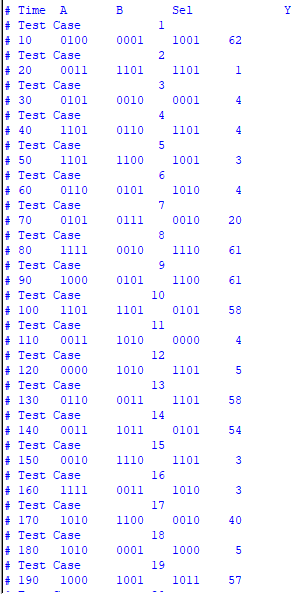 # Time A B Sel Y
# Test Case 1
# 10 0100 0001 1001 62
# Test Case 2
# 20 0011 1101 1101 1
# Test Case 3
# 30 0101 0010 0001 4
# Test Case 4
# 40 1101 0110 1101 4
# Test Case 5
# 50 1101 1100 1001 3
# Test Case 6
# 60 0110 0101 1010 4
# Test Case 7
# 70 0101 0111 0010 20
# Test Case 8
# 80 1111 0010 1110 61
# Test Case 9
# 90 1000 0101 1100 61
# Test Case 10
# 100 1101 1101 0101 58
# Test Case 11
# 110 0011 1010 0000 4
# Test Case 12
# 120 0000 1010 1101 5
# Test Case 13
# 130 0110 0011 1101 58
# Test Case 14
# 140 0011 1011 0101 54
# Test Case 15
# 150 0010 1110 1101 3
# Test Case 16
# 160 1111 0011 1010 3
# Test Case 17
# 170 1010 1100 0010 40
# Test Case 18
# 180 1010 0001 1000 5
# Test Case 19
# 190 1000 1001 1011 57